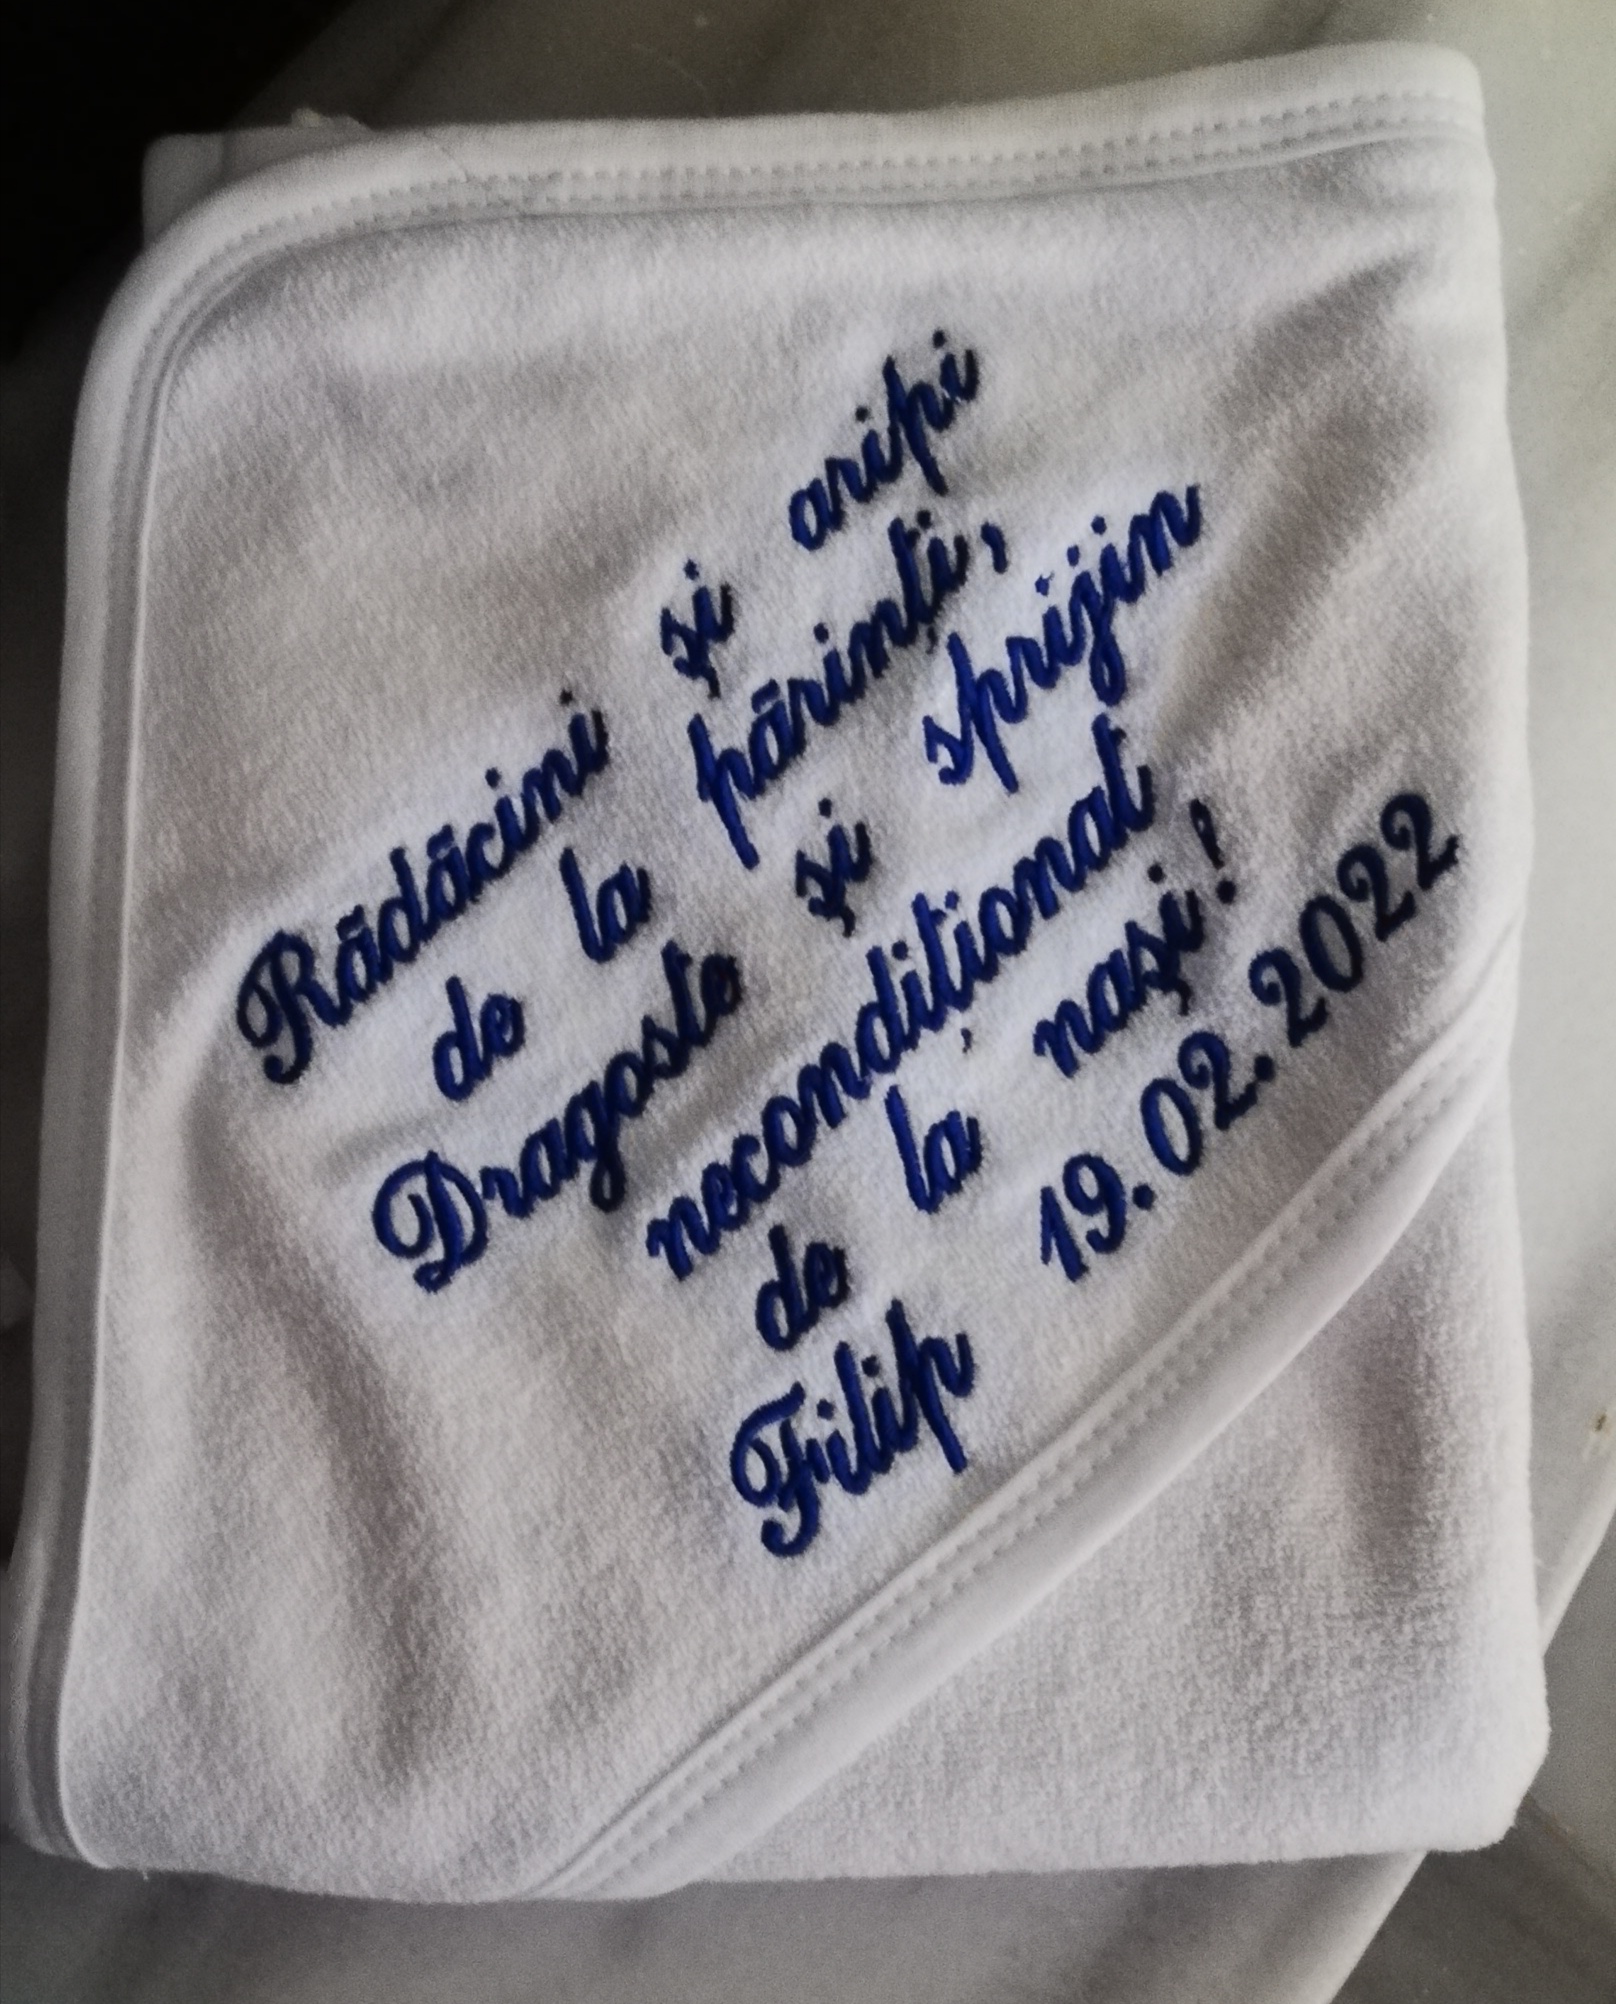 Rădăcini și aripi
de la părinți,
Dragoste și sprijin
necondiționat
de la nași!
Filip 19.02.2022